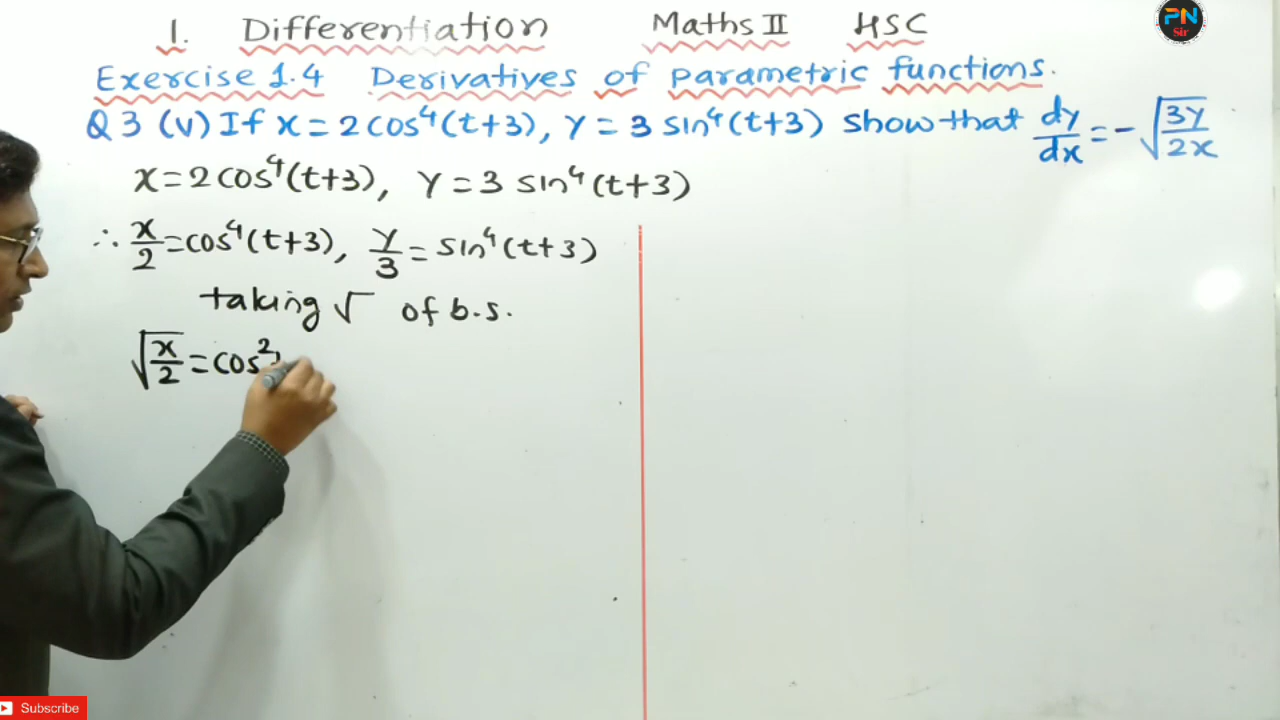 1. Differentiation Maths II HSC
PN Sir
Exercise 1.4 Derivatives of parametric functions.
Q 3 (v) If x = 2 cos⁴(t+3), y = 3 sin⁴(t+3) show that dy/dx = -√(3y/2x)
x = 2 cos⁴(t+3), y = 3 sin⁴(t+3)
∴ x/2 = cos⁴(t+3), y/3 = sin⁴(t+3)
taking √ of b.s.
√(x/2) = cos²
Subscribe